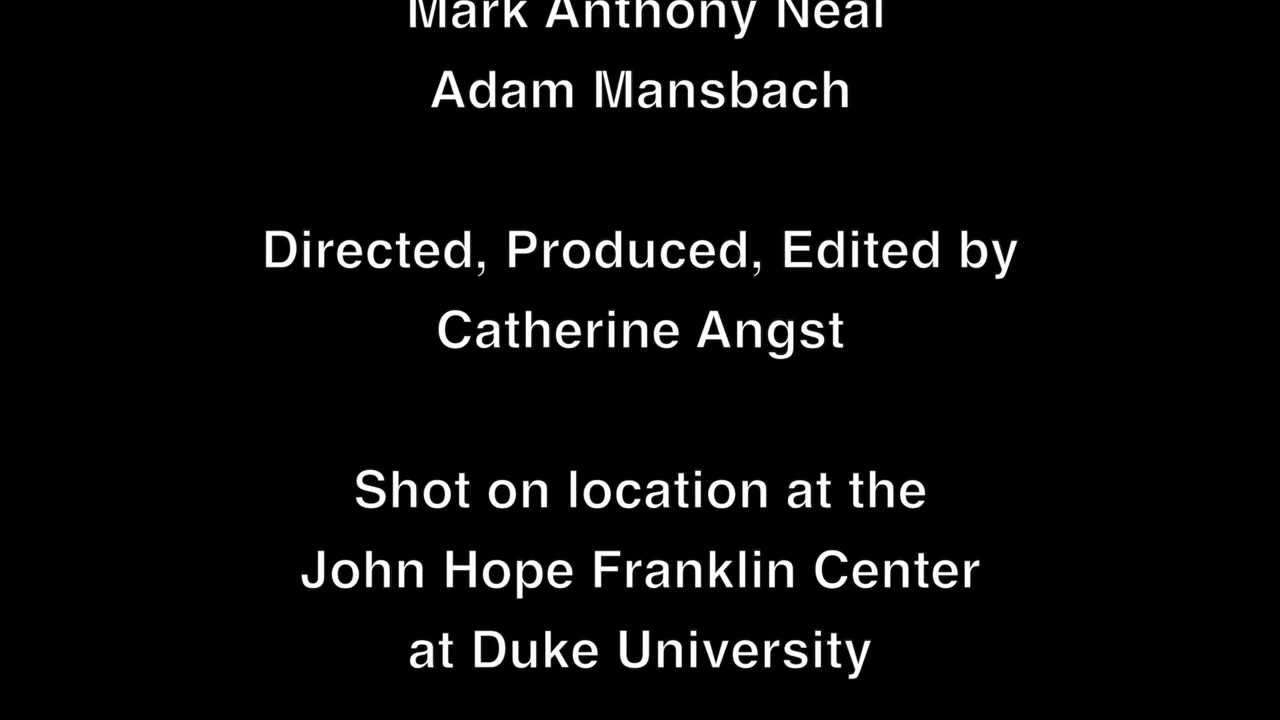 Mark Anthony Neal
Adam Mansbach
Directed, Produced, Edited by
Catherine Angst
Shot on location at the
John Hope Franklin Center
at Duke University